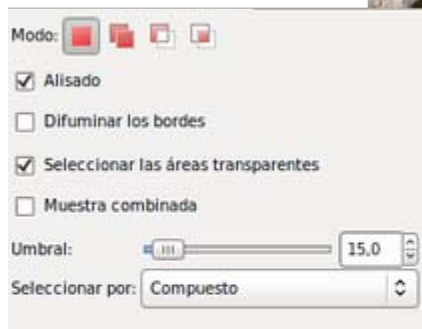 Modo:
Alisado
Difuminar los bordes
Seleccionar las áreas transparentes
Muestra combinada
Umbral: 15,0
Seleccionar por: Compuesto